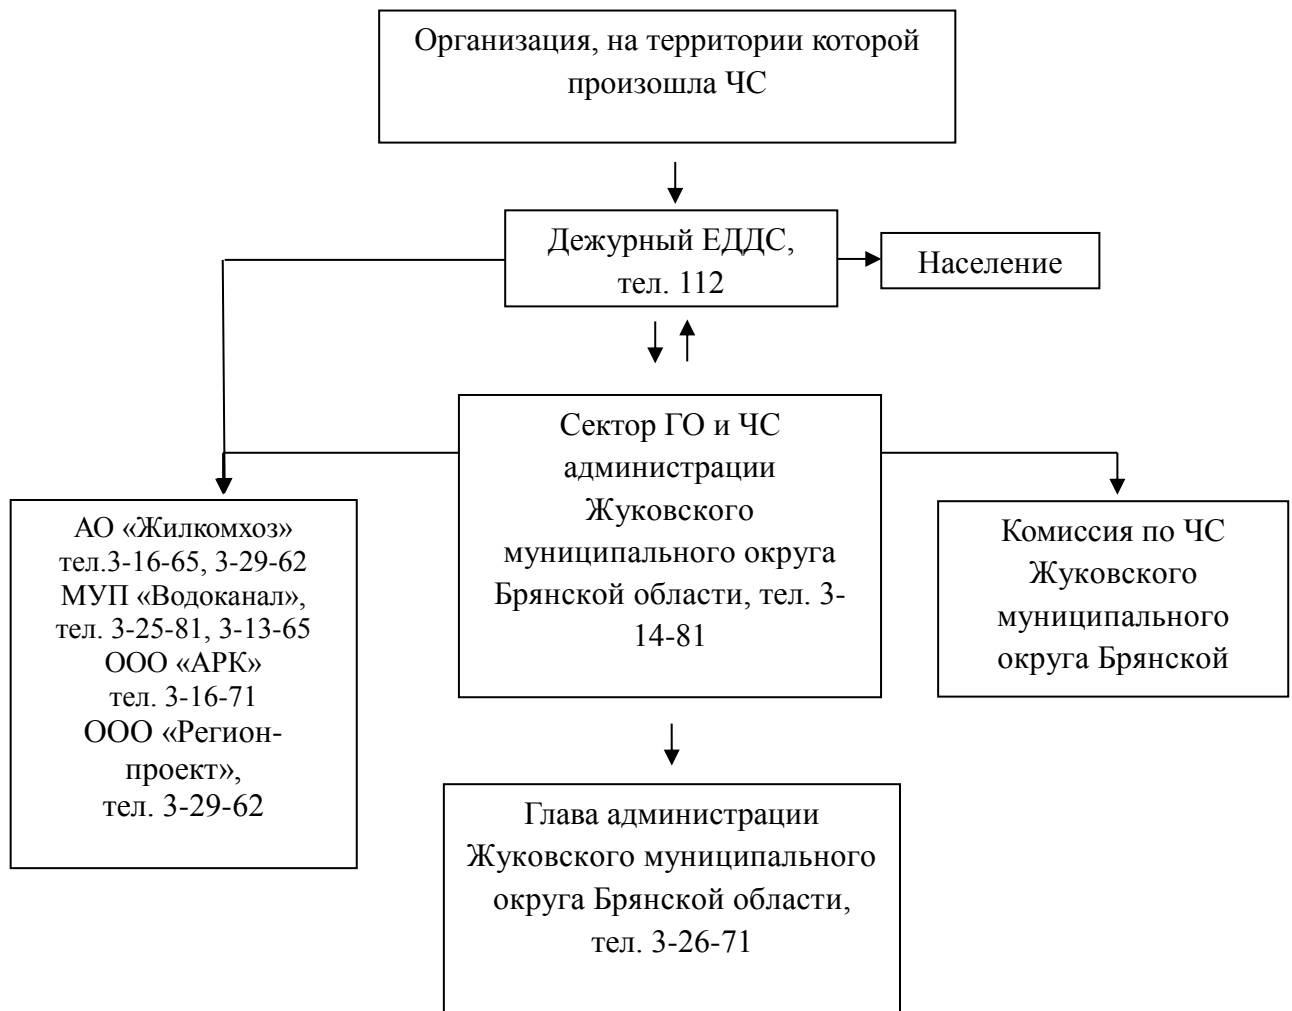 Организация, на территории которой
произошла ЧС
Дежурный ЕДДС,
тел. 112
Население
Сектор ГО и ЧС
администрации
Жуковского
муниципального округа
Брянской области, тел. 3-
14-81
АО «Жилкомхоз»
тел.3-16-65, 3-29-62
МУП «Водоканал»,
тел. 3-25-81, 3-13-65
ООО «АРК»
тел. 3-16-71
ООО «Регион-
проект»,
тел. 3-29-62
Комиссия по ЧС
Жуковского
муниципального
округа Брянской
Глава администрации
Жуковского муниципального
округа Брянской области,
тел. 3-26-71